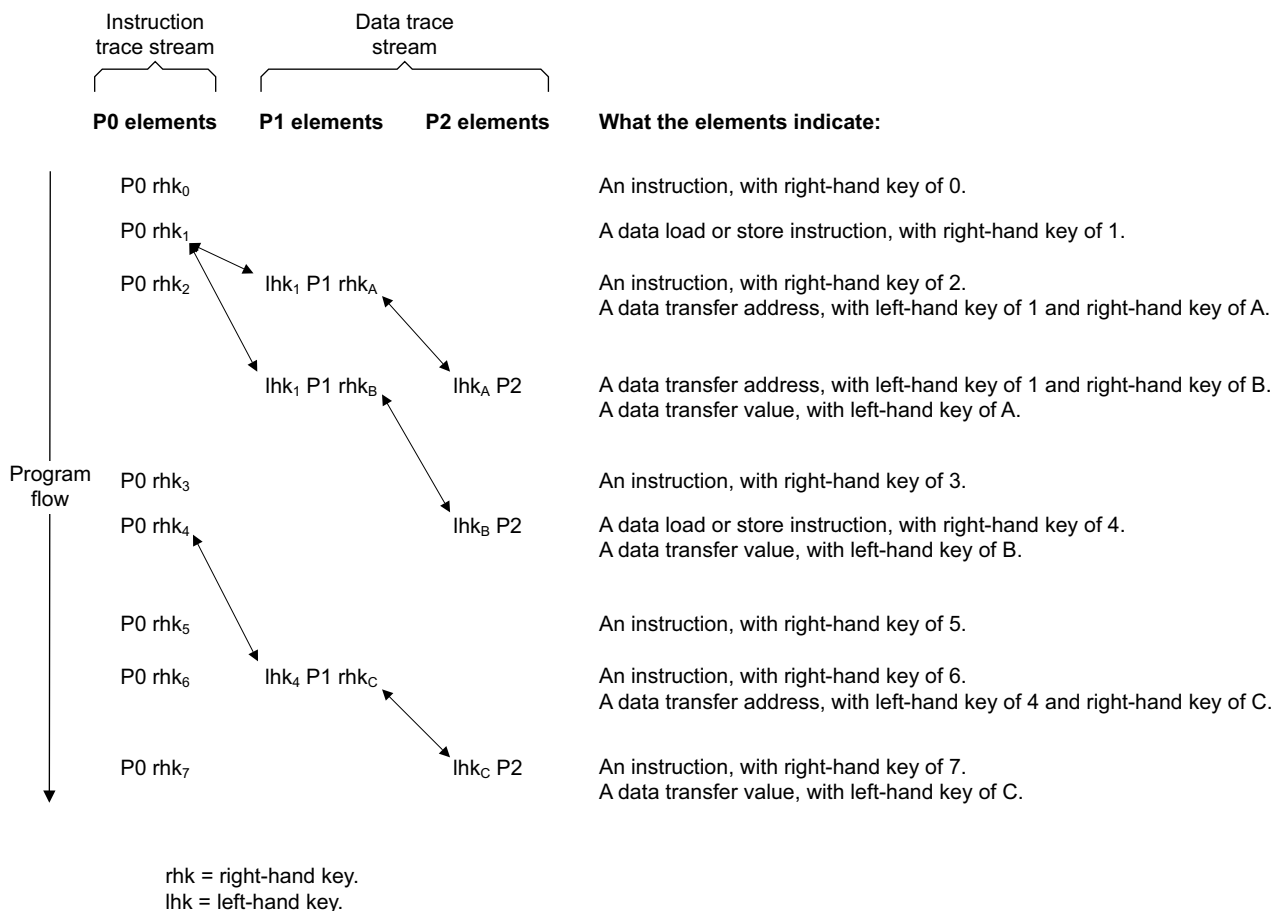 Instruction trace stream
Data trace stream
P0 elements P1 elements P2 elements What the elements indicate:
P0 rhk₀ An instruction, with right-hand key of 0.
P0 rhk₁ A data load or store instruction, with right-hand key of 1.
P0 rhk₂ lhk₁ P1 rhk_A An instruction, with right-hand key of 2.
A data transfer address, with left-hand key of 1 and right-hand key of A.
lhk₁ P1 rhk_B lhk_A P2 A data transfer address, with left-hand key of 1 and right-hand key of B.
A data transfer value, with left-hand key of A.
Program flow
P0 rhk₃ An instruction, with right-hand key of 3.
P0 rhk₄ lhk_B P2 A data load or store instruction, with right-hand key of 4.
A data transfer value, with left-hand key of B.
P0 rhk₅ An instruction, with right-hand key of 5.
P0 rhk₆ lhk₄ P1 rhk_C An instruction, with right-hand key of 6.
A data transfer address, with left-hand key of 4 and right-hand key of C.
P0 rhk₇ lhk_C P2 An instruction, with right-hand key of 7.
A data transfer value, with left-hand key of C.
rhk = right-hand key.
lhk = left-hand key.